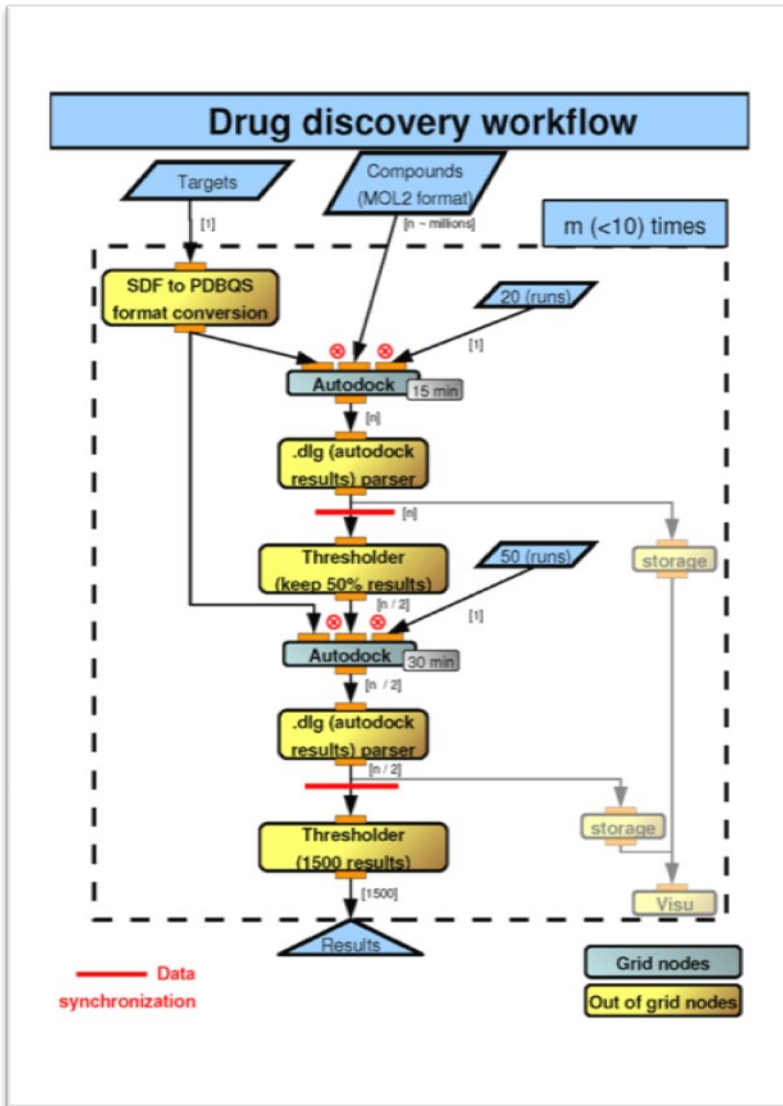 Drug discovery workflow
Targets
Compounds
(MOL2 format)
[1]
[n ~ millions]
m (<10) times
SDF to PDBQS
format conversion
20 (runs)
[1]
Autodock
15 min
[n]
.dlg (autodock
results) parser
[n]
Thresholder
(keep 50% results)
50 (runs)
storage
[n / 2]
[1]
Autodock
30 min
[n / 2]
.dlg (autodock
results) parser
[n / 2]
Thresholder
(1500 results)
storage
[1500]
Visu
Results
Data
synchronization
Grid nodes
Out of grid nodes